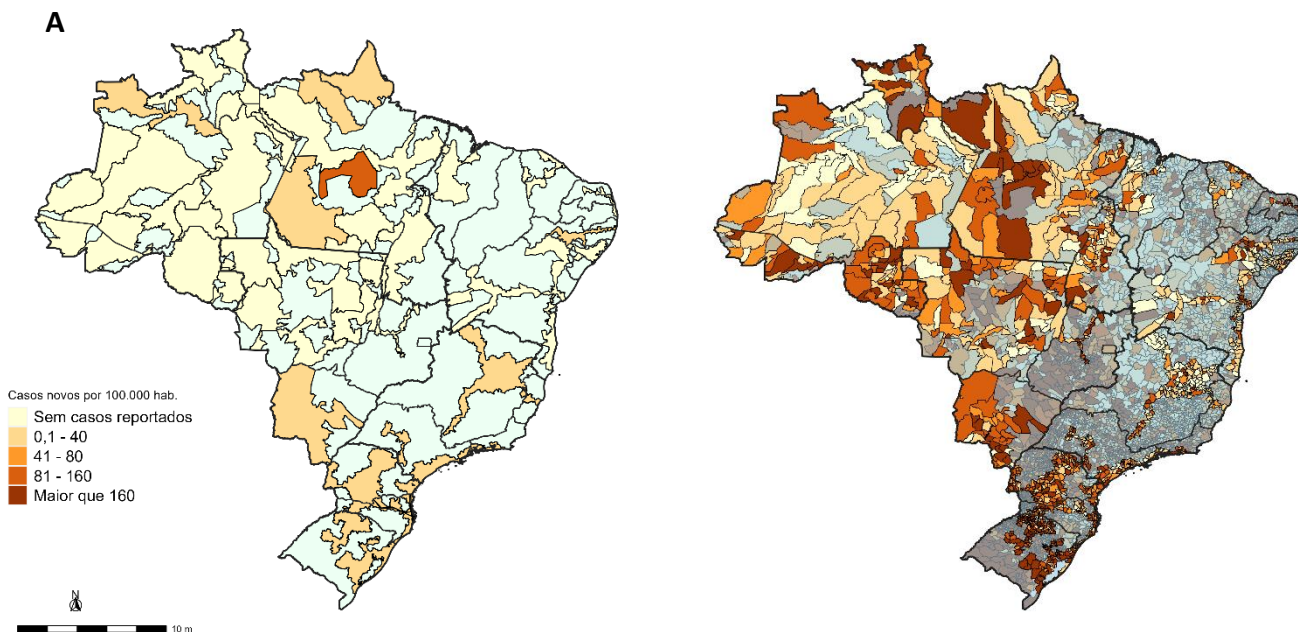 A
Casos novos por 100.000 hab.
Sem casos reportados
0,1 - 40
41 - 80
81 - 160
Maior que 160
N
10 m